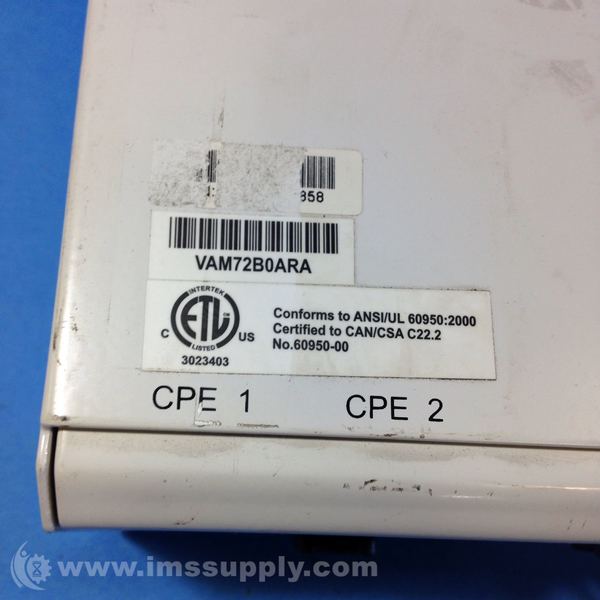 858
VAM72B0ARA
INTERTEK
ETL
C US
LISTED
3023403
Conforms to ANSI/UL 60950:2000
Certified to CAN/CSA C22.2
No.60950-00
CPE 1 CPE 2
www.imssupply.com